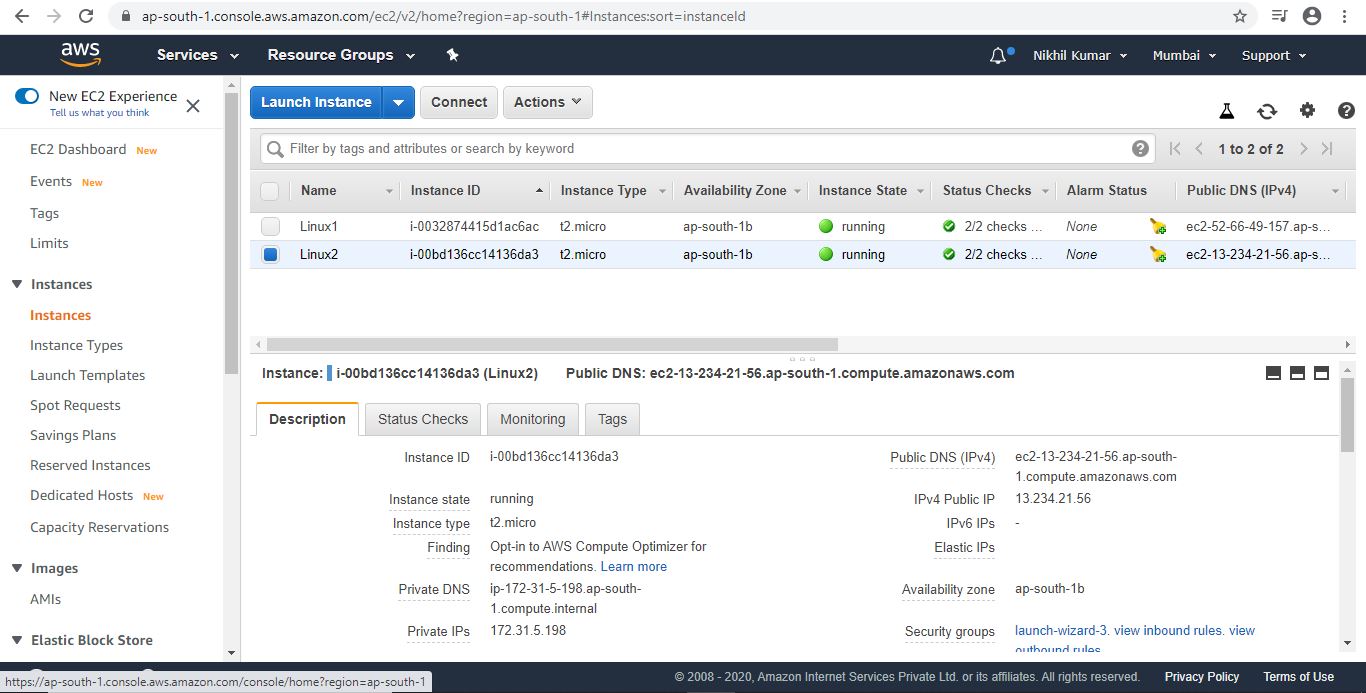 ap-south-1.console.aws.amazon.com/ec2/v2/home?region=ap-south-1#Instances:sort=instanceId
aws Services Resource Groups Nikhil Kumar Mumbai Support
New EC2 Experience
Tell us what you think
EC2 Dashboard New
Events New
Tags
Limits
Instances
Instances
Instance Types
Launch Templates
Spot Requests
Savings Plans
Reserved Instances
Dedicated Hosts New
Capacity Reservations
Images
AMIs
Elastic Block Store
Launch Instance Connect Actions
Filter by tags and attributes or search by keyword 1 to 2 of 2
Name Instance ID Instance Type Availability Zone Instance State Status Checks Alarm Status Public DNS (IPv4)
Linux1 i-0032874415d1ac6ac t2.micro ap-south-1b running 2/2 checks ... None ec2-52-66-49-157.ap-s...
Linux2 i-00bd136cc14136da3 t2.micro ap-south-1b running 2/2 checks ... None ec2-13-234-21-56.ap-s...
Instance: i-00bd136cc14136da3 (Linux2) Public DNS: ec2-13-234-21-56.ap-south-1.compute.amazonaws.com
Description Status Checks Monitoring Tags
Instance ID i-00bd136cc14136da3
Instance state running
Instance type t2.micro
Finding Opt-in to AWS Compute Optimizer for
recommendations. Learn more
Private DNS ip-172-31-5-198.ap-south-
1.compute.internal
Private IPs 172.31.5.198
Public DNS (IPv4) ec2-13-234-21-56.ap-south-
1.compute.amazonaws.com
IPv4 Public IP 13.234.21.56
IPv6 IPs -
Elastic IPs
Availability zone ap-south-1b
Security groups launch-wizard-3. view inbound rules. view
outbound rules
https://ap-south-1.console.aws.amazon.com/console/home?region=ap-south-1
© 2008 - 2020, Amazon Internet Services Private Ltd. or its affiliates. All rights reserved. Privacy Policy Terms of Use